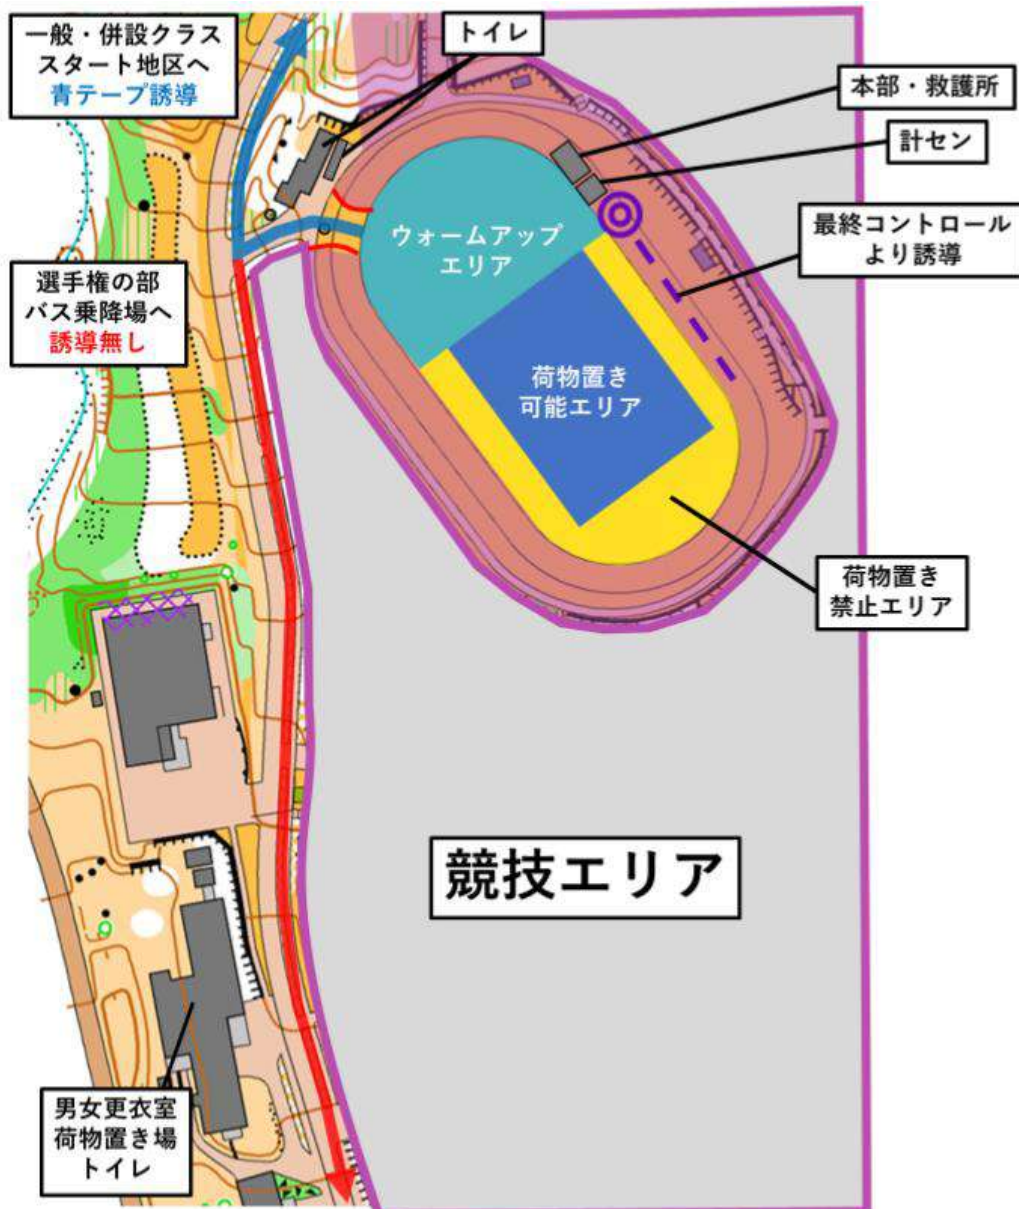 一般・併設クラス
スタート地区へ
青テープ誘導
トイレ
本部・救護所
計セン
最終コントロール
より誘導
ウォームアップ
エリア
選手権の部
バス乗降場へ
誘導無し
荷物置き
可能エリア
荷物置き
禁止エリア
競技エリア
男女更衣室
荷物置き場
トイレ